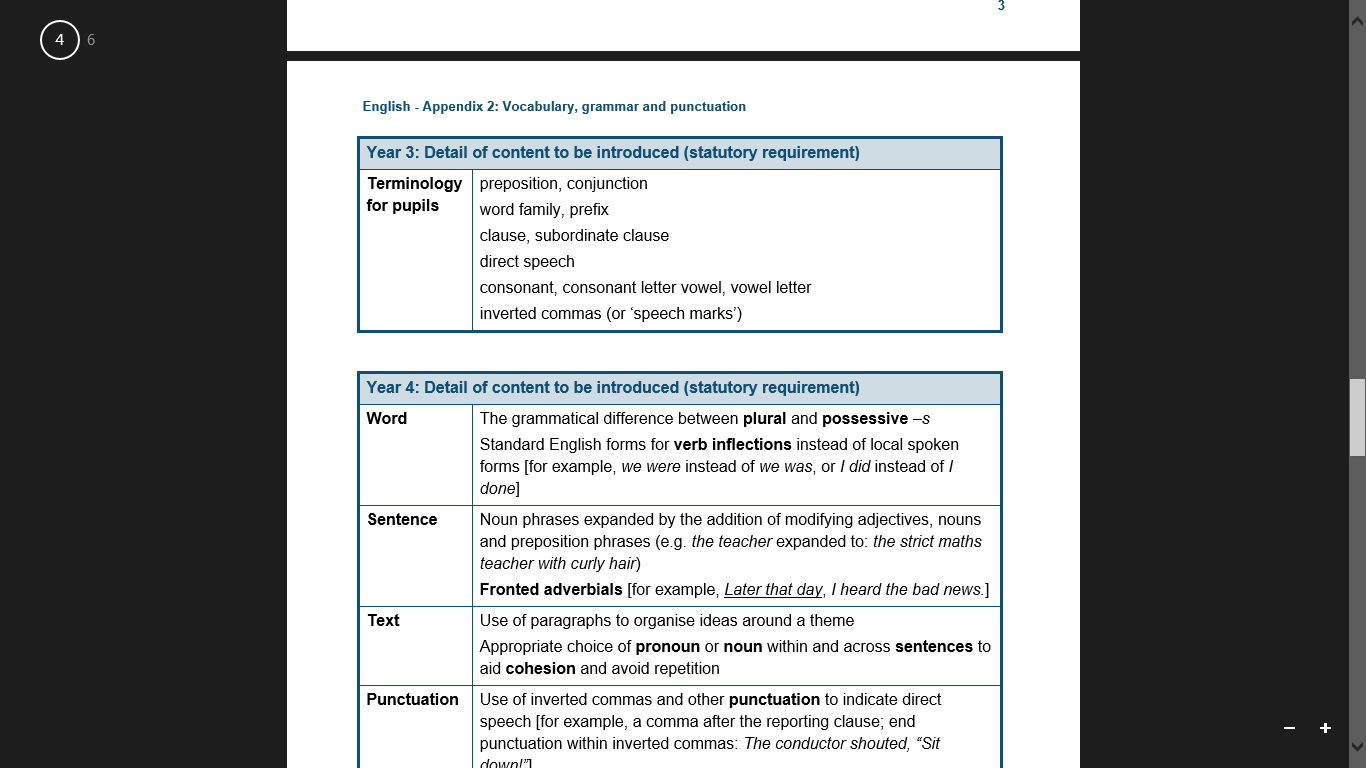 3
4 6
English - Appendix 2: Vocabulary, grammar and punctuation
Year 3: Detail of content to be introduced (statutory requirement)
Terminology for pupils
preposition, conjunction
word family, prefix
clause, subordinate clause
direct speech
consonant, consonant letter vowel, vowel letter
inverted commas (or ‘speech marks’)
Year 4: Detail of content to be introduced (statutory requirement)
Word
The grammatical difference between plural and possessive –s
Standard English forms for verb inflections instead of local spoken
forms [for example, we were instead of we was, or I did instead of I
done]
Sentence
Noun phrases expanded by the addition of modifying adjectives, nouns
and preposition phrases (e.g. the teacher expanded to: the strict maths
teacher with curly hair)
Fronted adverbials [for example, Later that day, I heard the bad news.]
Text
Use of paragraphs to organise ideas around a theme
Appropriate choice of pronoun or noun within and across sentences to
aid cohesion and avoid repetition
Punctuation
Use of inverted commas and other punctuation to indicate direct
speech [for example, a comma after the reporting clause; end
punctuation within inverted commas: The conductor shouted, “Sit
down!”]